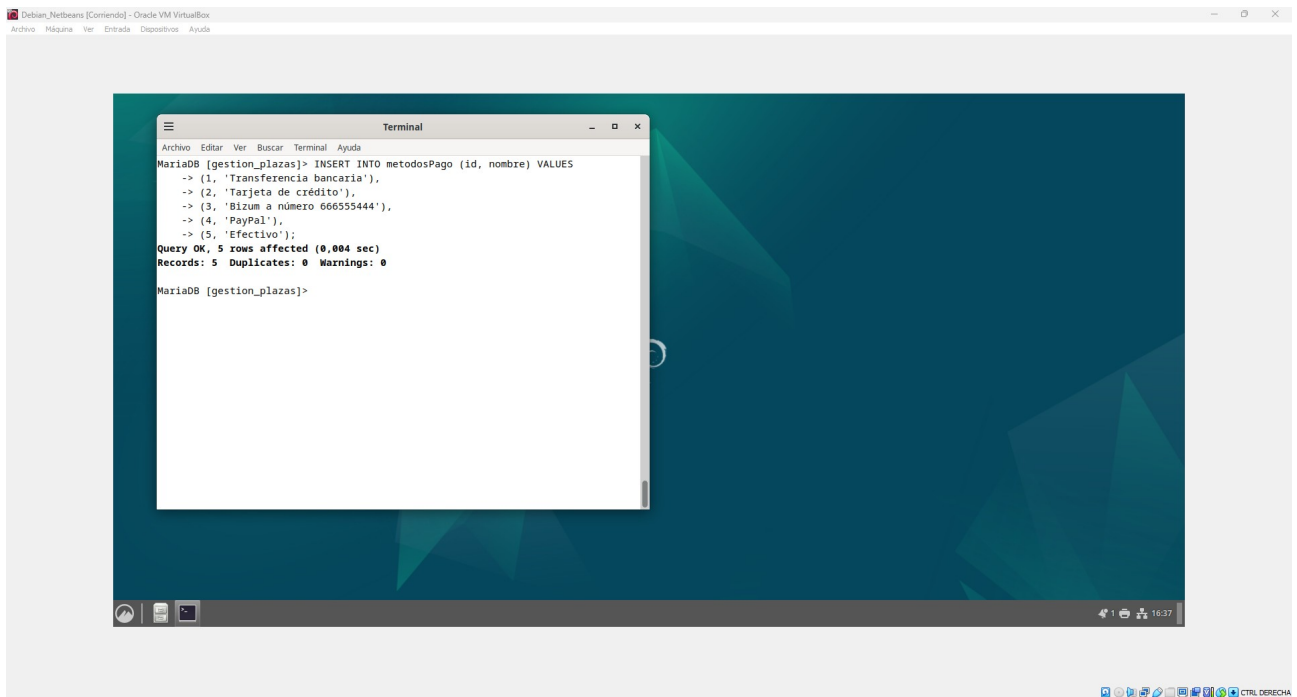 Debian_Netbeans [Corriendo] - Oracle VM VirtualBox
Archivo Máquina Ver Entrada Dispositivos Ayuda
Terminal
Archivo Editar Ver Buscar Terminal Ayuda
MariaDB [gestion_plazas]> INSERT INTO metodosPago (id, nombre) VALUES
-> (1, 'Transferencia bancaria'),
-> (2, 'Tarjeta de crédito'),
-> (3, 'Bizum a número 666555444'),
-> (4, 'PayPal'),
-> (5, 'Efectivo');
Query OK, 5 rows affected (0,004 sec)
Records: 5 Duplicates: 0 Warnings: 0
MariaDB [gestion_plazas]>
1 16:37
CTRL DERECHA